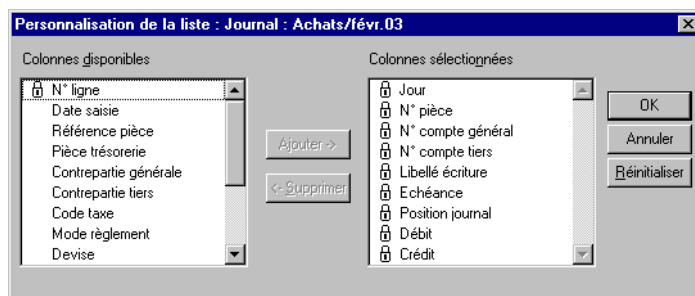 Personnalisation de la liste : Journal : Achats/févr.03
Colonnes disponibles
N° ligne
Date saisie
Référence pièce
Pièce trésorerie
Contrepartie générale
Contrepartie tiers
Code taxe
Mode règlement
Devise
Ajouter ->
<- Supprimer
Colonnes sélectionnées
Jour
N° pièce
N° compte général
N° compte tiers
Libellé écriture
Echéance
Position journal
Débit
Crédit
OK
Annuler
Réinitialiser